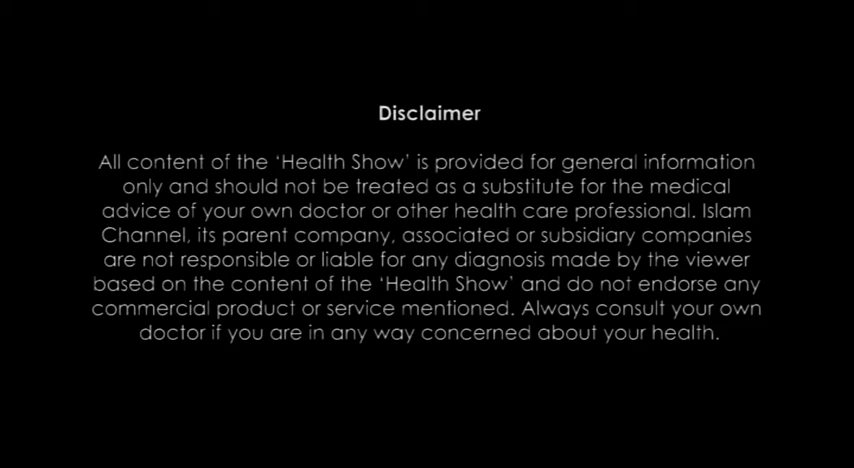 Disclaimer
All content of the ‘Health Show’ is provided for general information
only and should not be treated as a substitute for the medical
advice of your own doctor or other health care professional. Islam
Channel, its parent company, associated or subsidiary companies
are not responsible or liable for any diagnosis made by the viewer
based on the content of the ‘Health Show’ and do not endorse any
commercial product or service mentioned. Always consult your own
doctor if you are in any way concerned about your health.